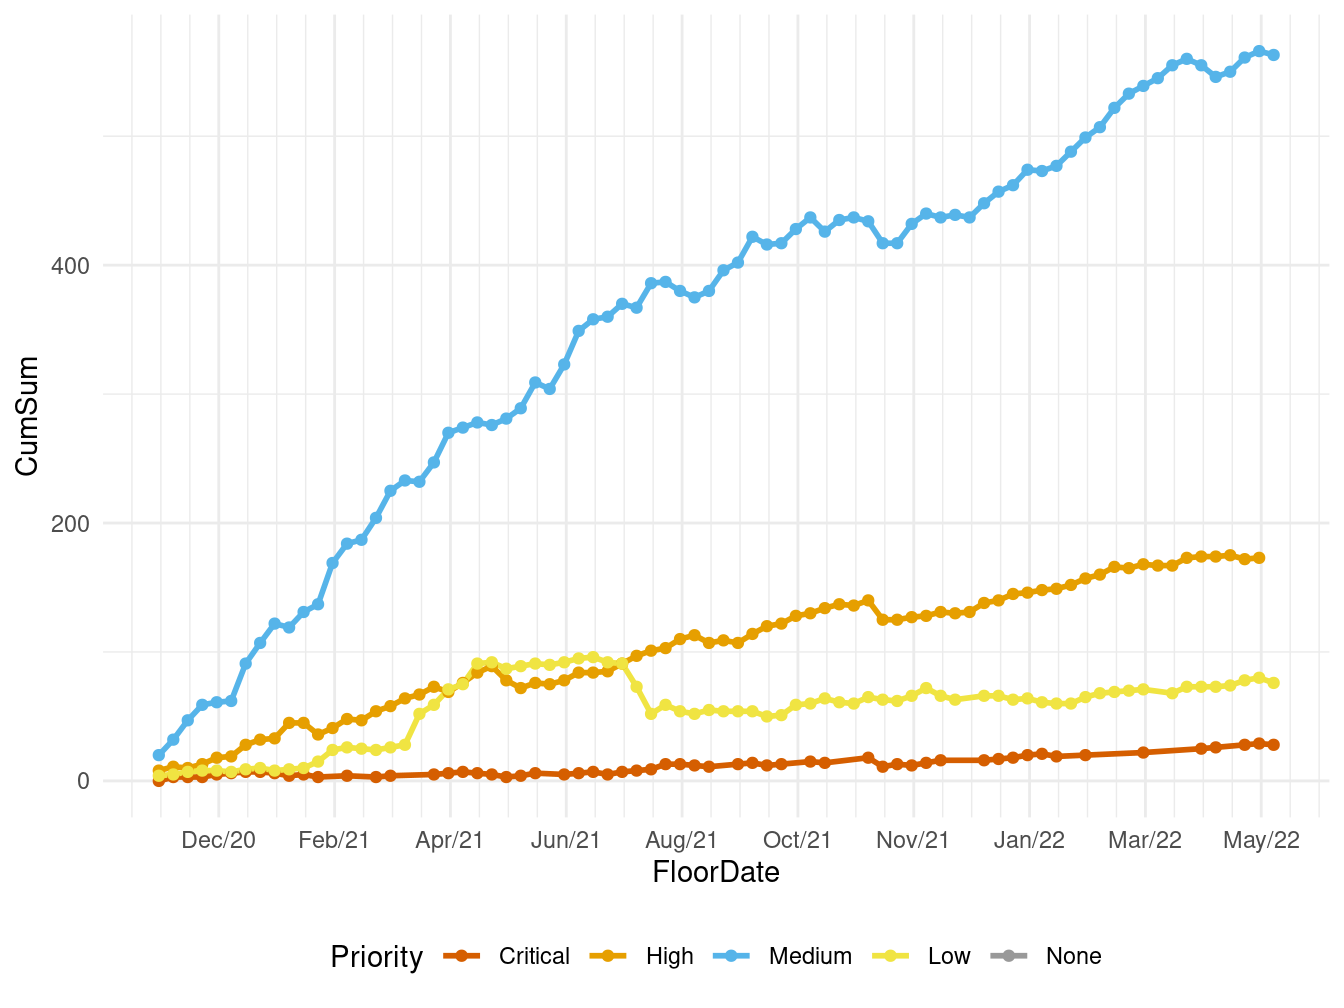 CumSum
400
200
0
Dec/20 Feb/21 Apr/21 Jun/21 Aug/21 Oct/21 Nov/21 Jan/22 Mar/22 May/22
FloorDate
Priority Critical High Medium Low None